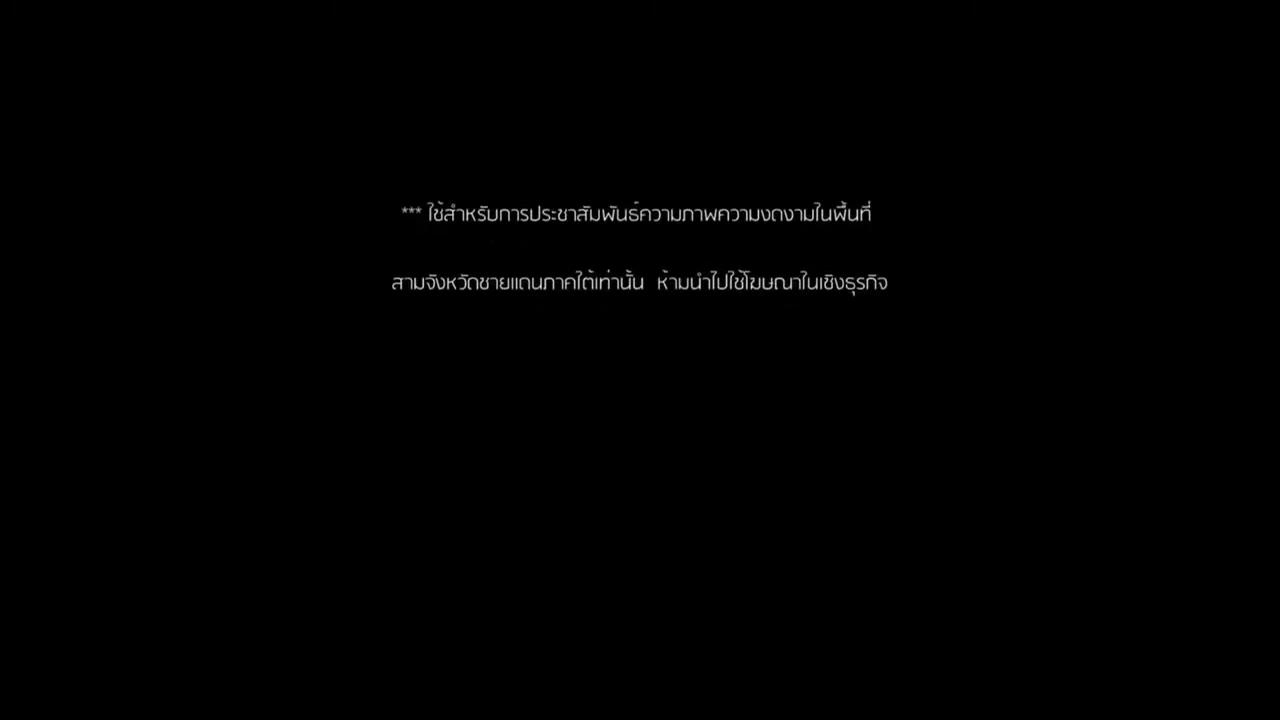 *** ใช้สำหรับการประชาสัมพันธ์ความภาพความงดงามในพื้นที่
สามจังหวัดชายแดนภาคใต้เท่านั้น ห้ามนำไปใช้โฆษณาในเชิงธุรกิจ